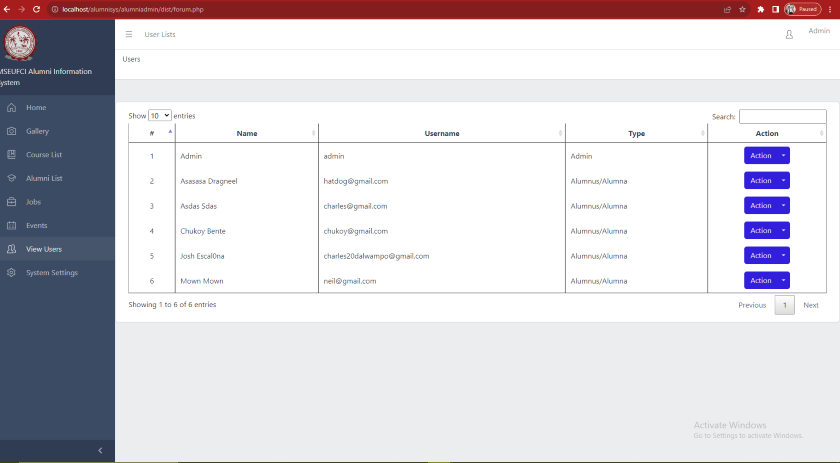 localhost/alumnisys/alumniadmin/dist/forum.php
Paused
MSEUFCI Alumni Information
ystem
Home
Gallery
Course List
Alumni List
Jobs
Events
View Users
System Settings
User Lists
Admin
Users
Show 10 entries
Search:
# Name Username Type Action
1 Admin admin Admin Action
2 Asasasa Dragneel hatdog@gmail.com Alumnus/Alumna Action
3 Asdas Sdas charles@gmail.com Alumnus/Alumna Action
4 Chukoy Bente chukoy@gmail.com Alumnus/Alumna Action
5 Josh Escal0na charles20dalwampo@gmail.com Alumnus/Alumna Action
6 Mown Mown neil@gmail.com Alumnus/Alumna Action
Showing 1 to 6 of 6 entries
Previous 1 Next
Activate Windows
Go to Settings to activate Windows.